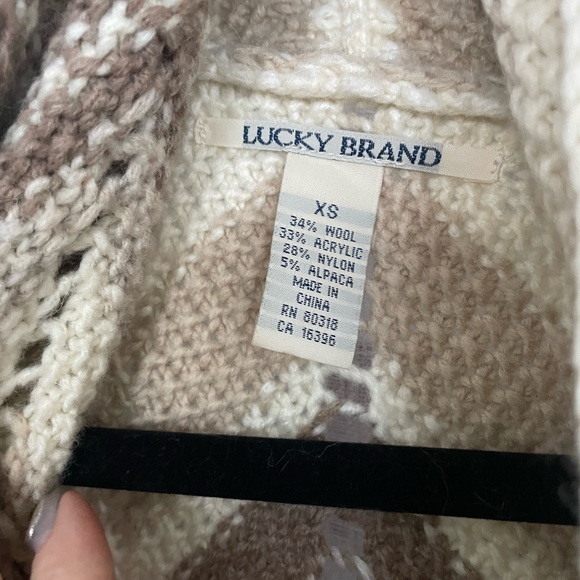 LUCKY BRAND
XS
34% WOOL
33% ACRYLIC
28% NYLON
5% ALPACA
MADE IN
CHINA
RN 80318
CA 16396